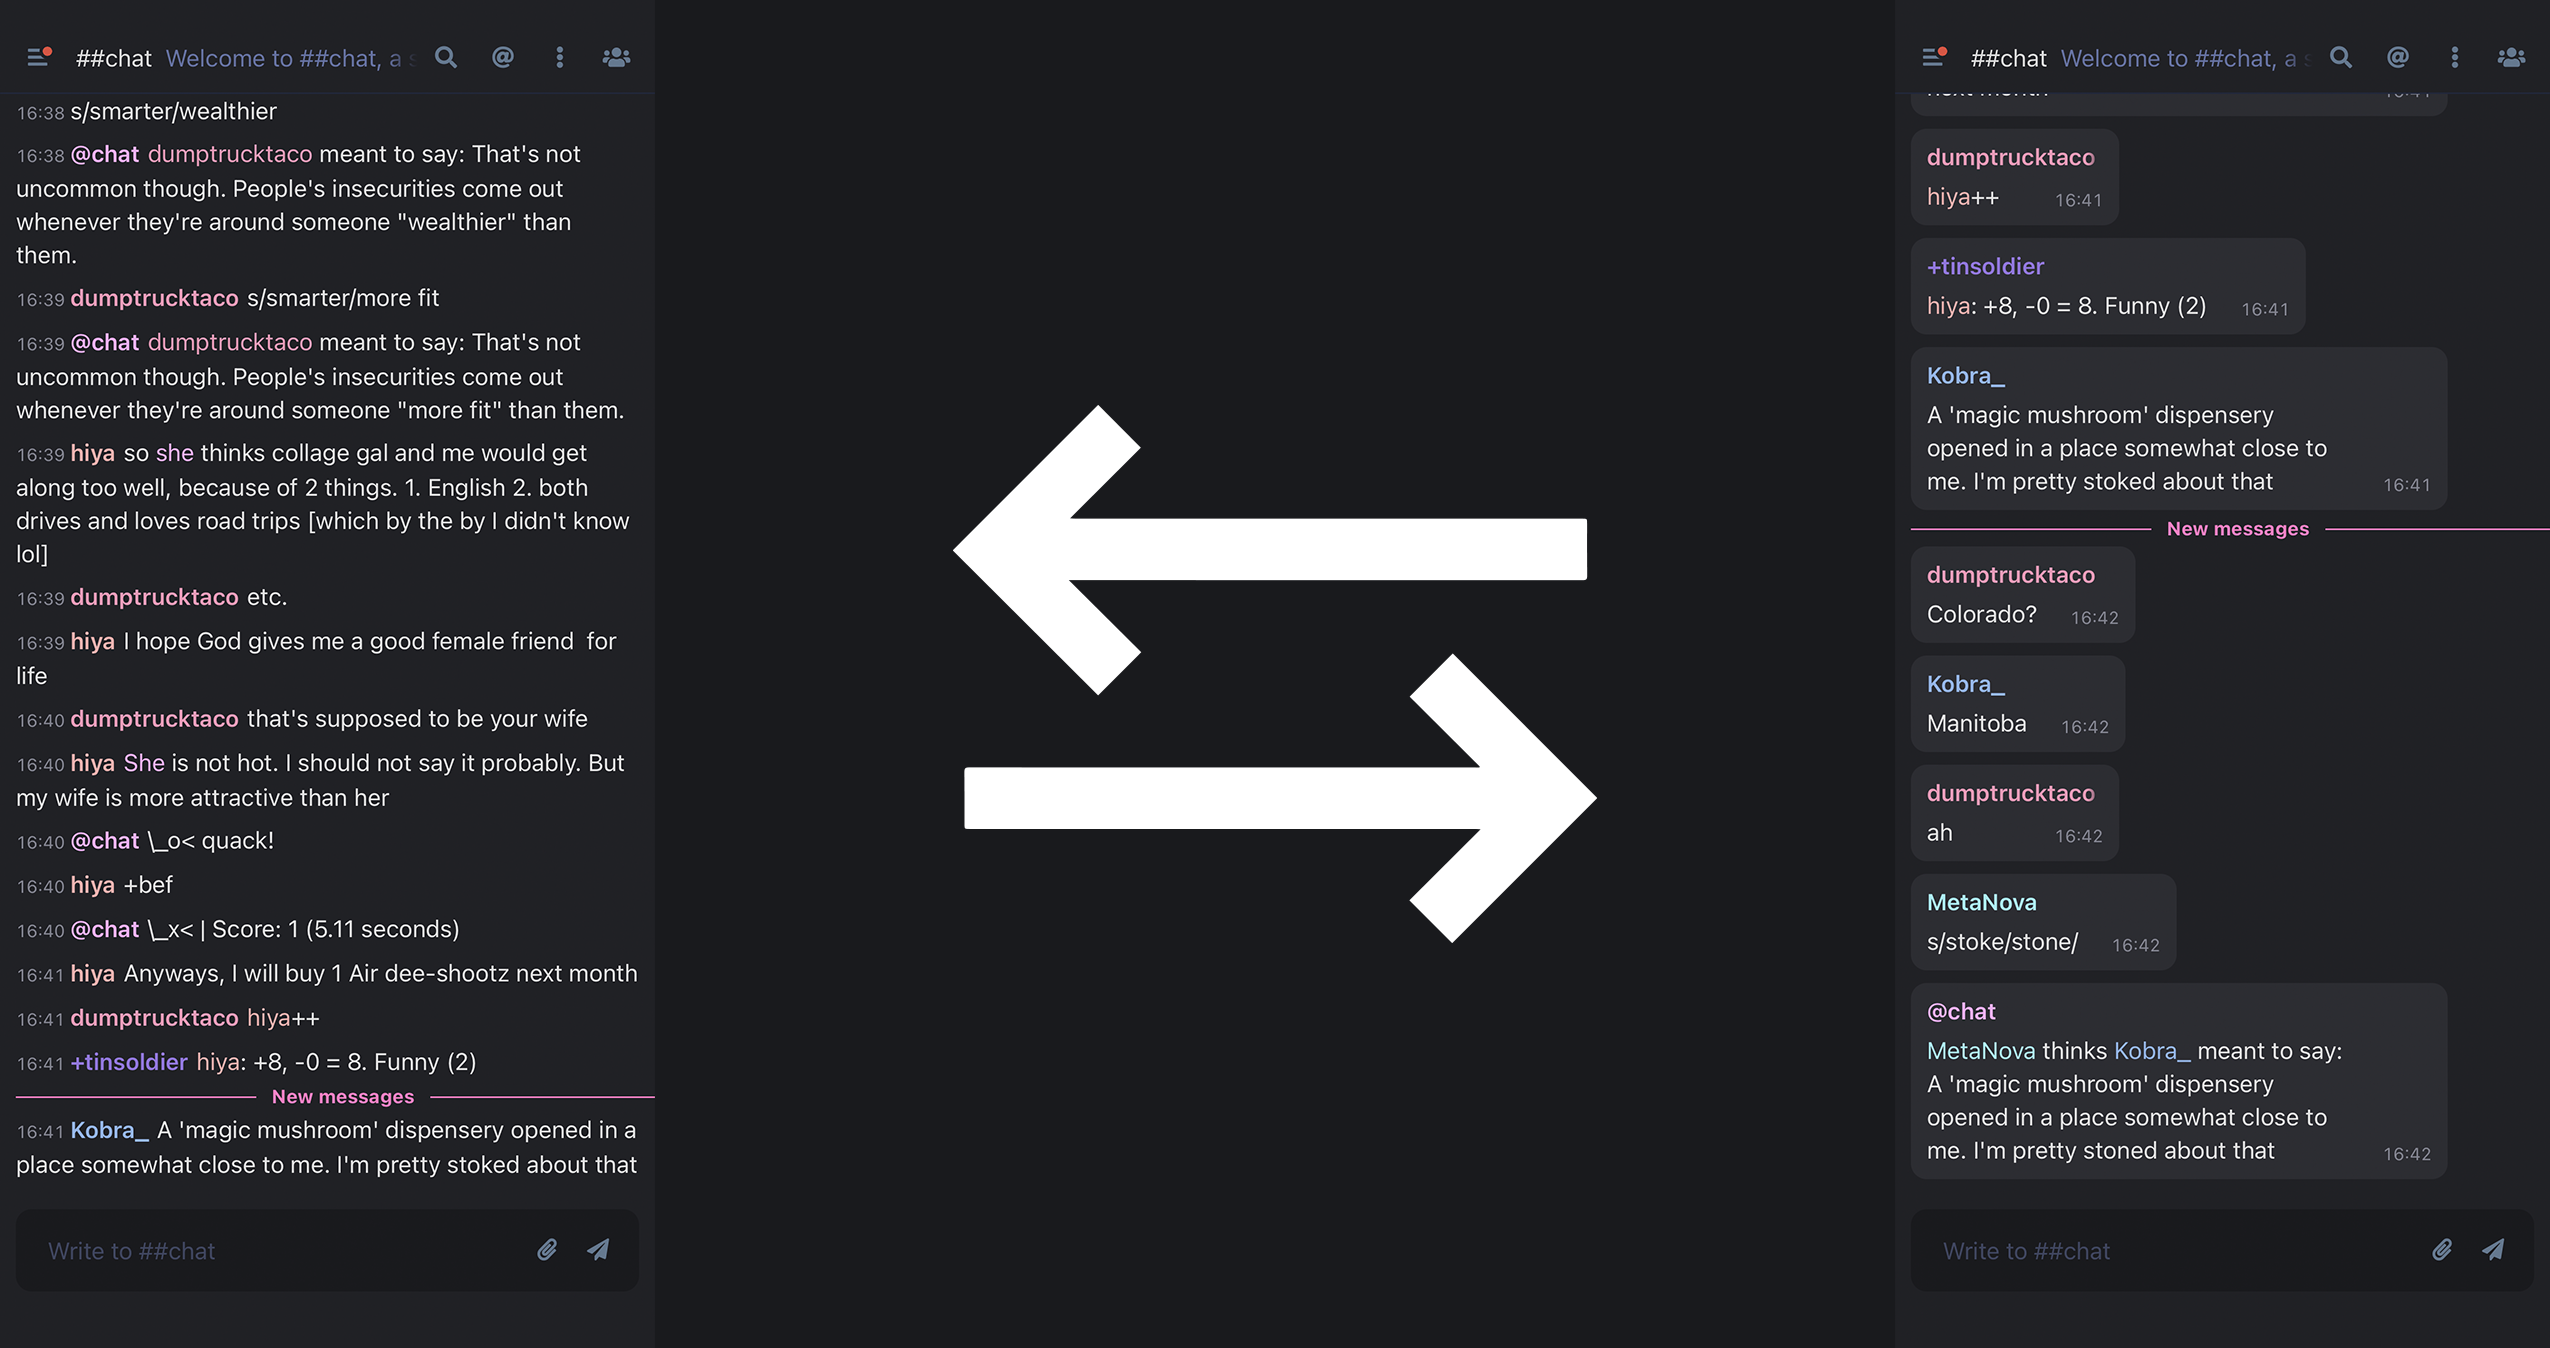 ##chat Welcome to ##chat, a s
16:38 s/smarter/wealthier
16:38 @chat dumptrucktaco meant to say: That's not
uncommon though. People's insecurities come out
whenever they're around someone "wealthier" than
them.
16:39 dumptrucktaco s/smarter/more fit
16:39 @chat dumptrucktaco meant to say: That's not
uncommon though. People's insecurities come out
whenever they're around someone "more fit" than them.
16:39 hiya so she thinks collage gal and me would get
along too well, because of 2 things. 1. English 2. both
drives and loves road trips [which by the by I didn't know
lol]
16:39 dumptrucktaco etc.
16:39 hiya I hope God gives me a good female friend  for
life
16:40 dumptrucktaco that's supposed to be your wife
16:40 hiya She is not hot. I should not say it probably. But
my wife is more attractive than her
16:40 @chat \_o< quack!
16:40 hiya +bef
16:40 @chat \_x< | Score: 1 (5.11 seconds)
16:41 hiya Anyways, I will buy 1 Air dee-shootz next month
16:41 dumptrucktaco hiya++
16:41 +tinsoldier hiya: +8, -0 = 8. Funny (2)
New messages
16:41 Kobra_ A 'magic mushroom' dispensery opened in a
place somewhat close to me. I'm pretty stoked about that
Write to ##chat
##chat Welcome to ##chat, a s
next month 16:41
dumptrucktaco
hiya++ 16:41
+tinsoldier
hiya: +8, -0 = 8. Funny (2) 16:41
Kobra_
A 'magic mushroom' dispensery
opened in a place somewhat close to
me. I'm pretty stoked about that 16:41
New messages
dumptrucktaco
Colorado? 16:42
Kobra_
Manitoba 16:42
dumptrucktaco
ah 16:42
MetaNova
s/stoke/stone/ 16:42
@chat
MetaNova thinks Kobra_ meant to say:
A 'magic mushroom' dispensery
opened in a place somewhat close to
me. I'm pretty stoned about that 16:42
Write to ##chat